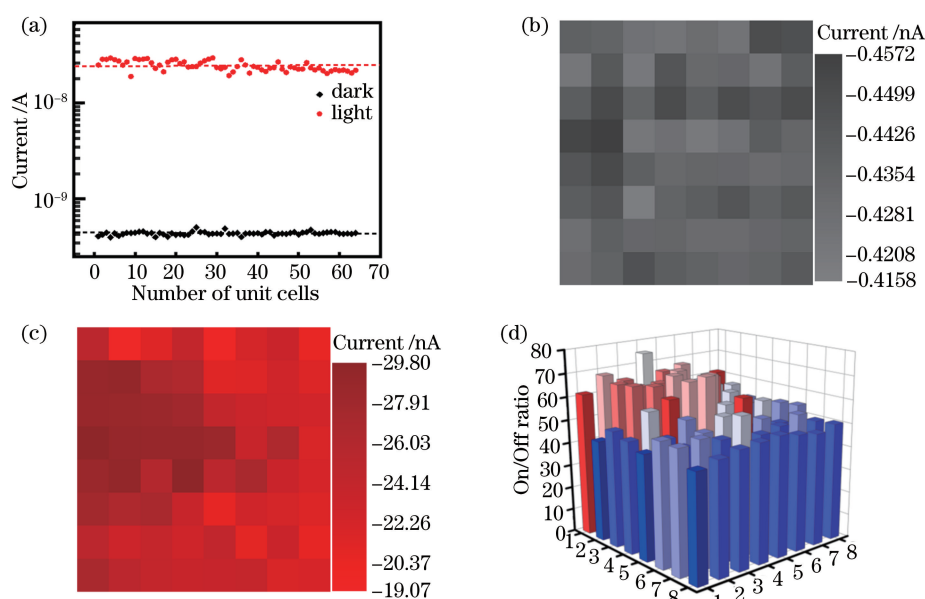 (a)
Current /A
10⁻⁸
10⁻⁹
dark
light
0 10 20 30 40 50 60 70
Number of unit cells
(b)
Current /nA
−0.4572
−0.4499
−0.4426
−0.4354
−0.4281
−0.4208
−0.4158
(c)
Current /nA
−29.80
−27.91
−26.03
−24.14
−22.26
−20.37
−19.07
(d)
On/Off ratio
80
70
60
50
40
30
20
10
0
1 2 3 4 5 6 7 8
1 2 3 4 5 6 7 8